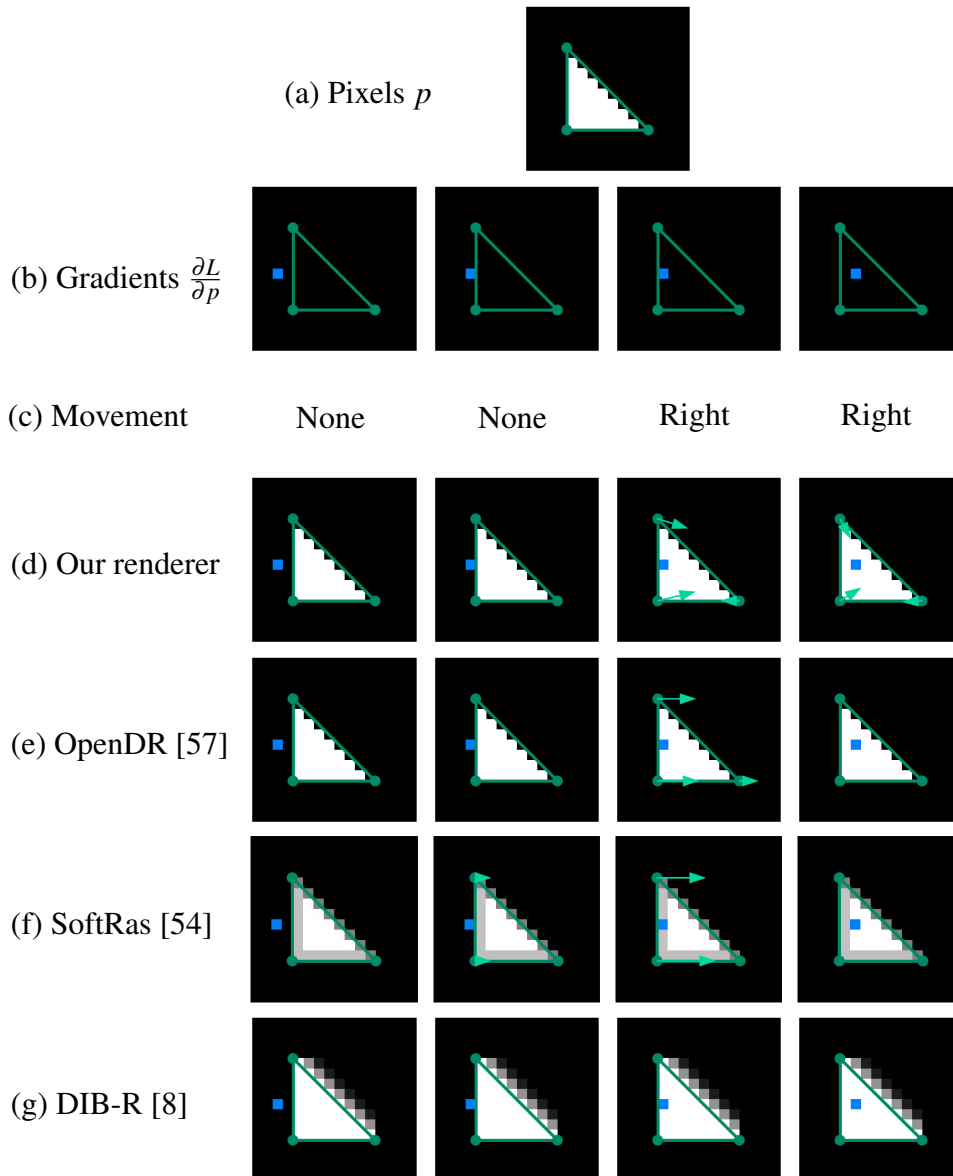 (a) Pixels p
(b) Gradients ∂L/∂p
(c) Movement None None Right Right
(d) Our renderer
(e) OpenDR [57]
(f) SoftRas [54]
(g) DIB-R [8]